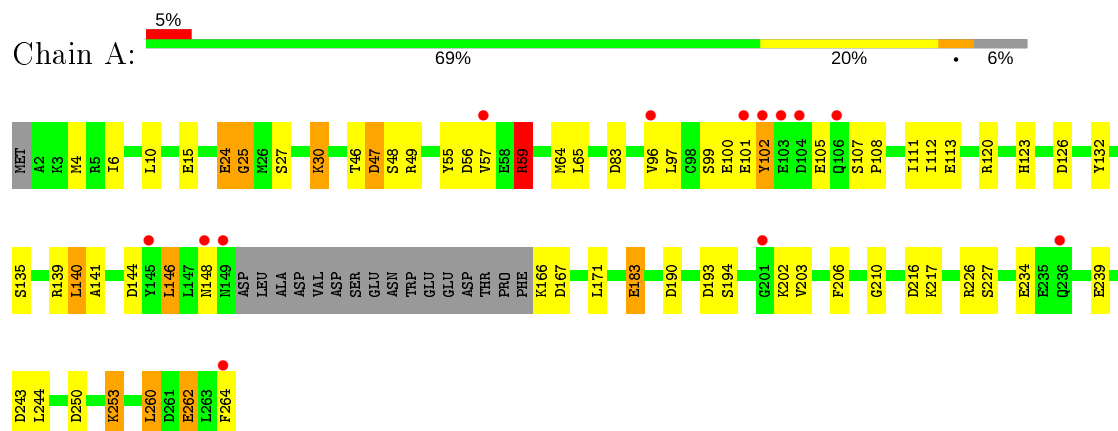 5%
Chain A:
69% 20% • 6%
MET A2 K3 M4 R5 I6 L10 E15 E24 G25 M26 S27 K30 T46 D47 S48 R49 Y55 D56 V57 E58 R59 M64 L65 D83 V96 L97 C98 S99 E100 E101 Y102 E103 D104 E105 Q106 S107 P108 I111 I112 E113 R120 H123 D126 Y132
S135 R139 L140 A141 D144 Y145 L146 L147 N148 N149 ASP LEU ALA ASP VAL ASP SER GLU ASN TRP GLU GLU ASP THR PRO PHE K166 D167 L171 E183 D190 D193 S194 G201 K202 V203 F206 G210 D216 K217 R226 S227 E234 E235 Q236 E239
D243 L244 D250 K253 L260 D261 E262 L263 F264